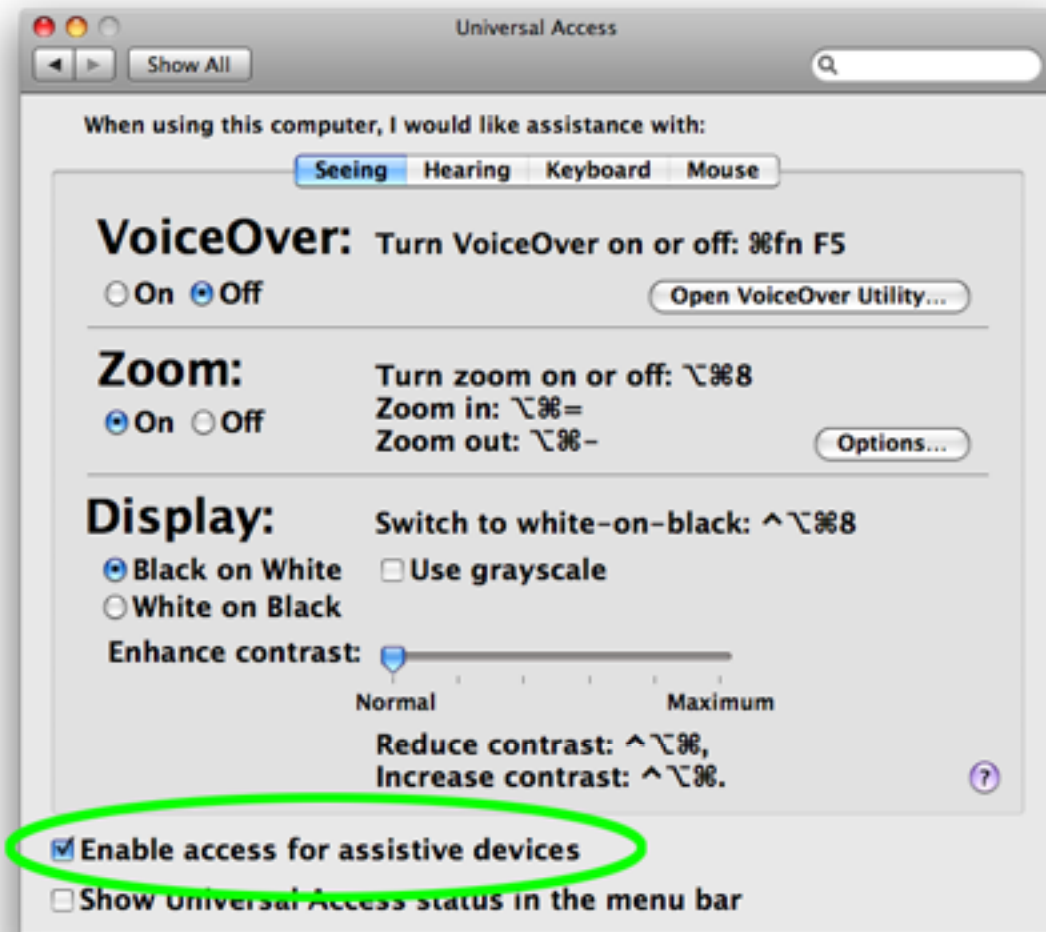 Universal Access
Show All
When using this computer, I would like assistance with:
Seeing Hearing Keyboard Mouse
VoiceOver: Turn VoiceOver on or off: ⌘fn F5
On Off
Open VoiceOver Utility...
Zoom: Turn zoom on or off: ⌥⌘8
On Off
Zoom in: ⌥⌘=
Zoom out: ⌥⌘-
Options...
Display: Switch to white-on-black: ^⌥⌘8
Black on White Use grayscale
White on Black
Enhance contrast:
Normal Maximum
Reduce contrast: ^⌥⌘,
Increase contrast: ^⌥⌘.
?
Enable access for assistive devices
Show Universal Access status in the menu bar